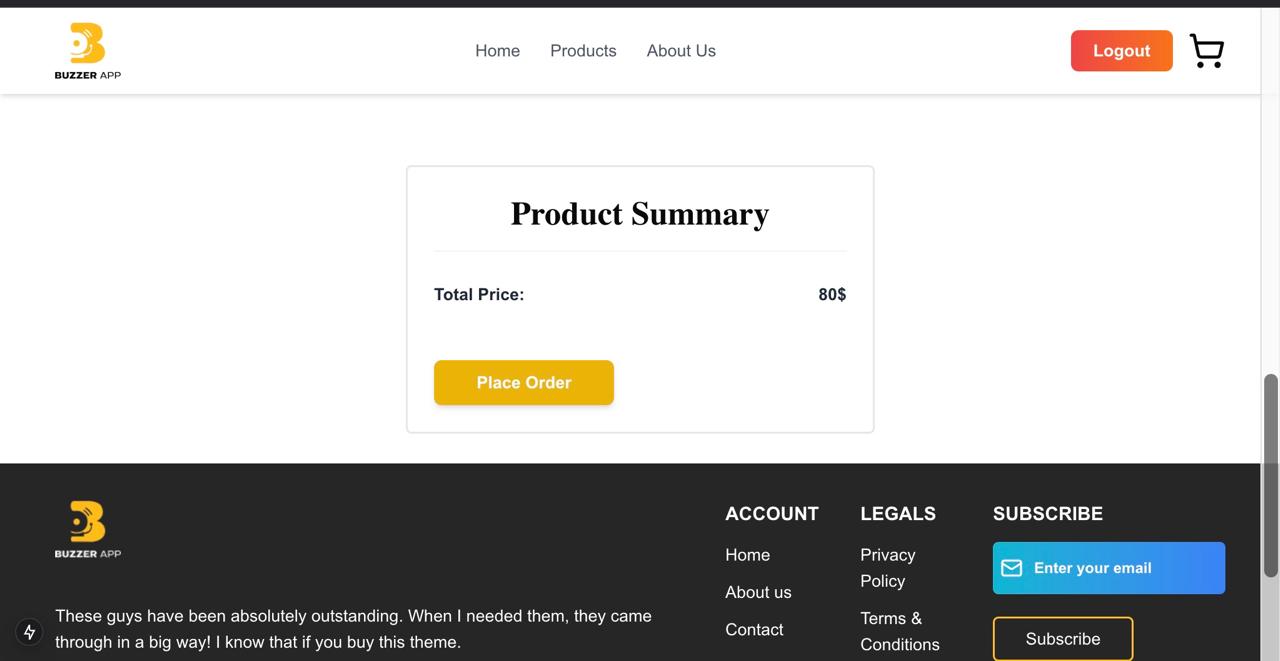 BUZZER APP
Home
Products
About Us
Logout
Product Summary
Total Price:
80$
Place Order
BUZZER APP
These guys have been absolutely outstanding. When I needed them, they came
through in a big way! I know that if you buy this theme.
ACCOUNT
Home
About us
Contact
LEGALS
Privacy
Policy
Terms &
Conditions
SUBSCRIBE
Enter your email
Subscribe